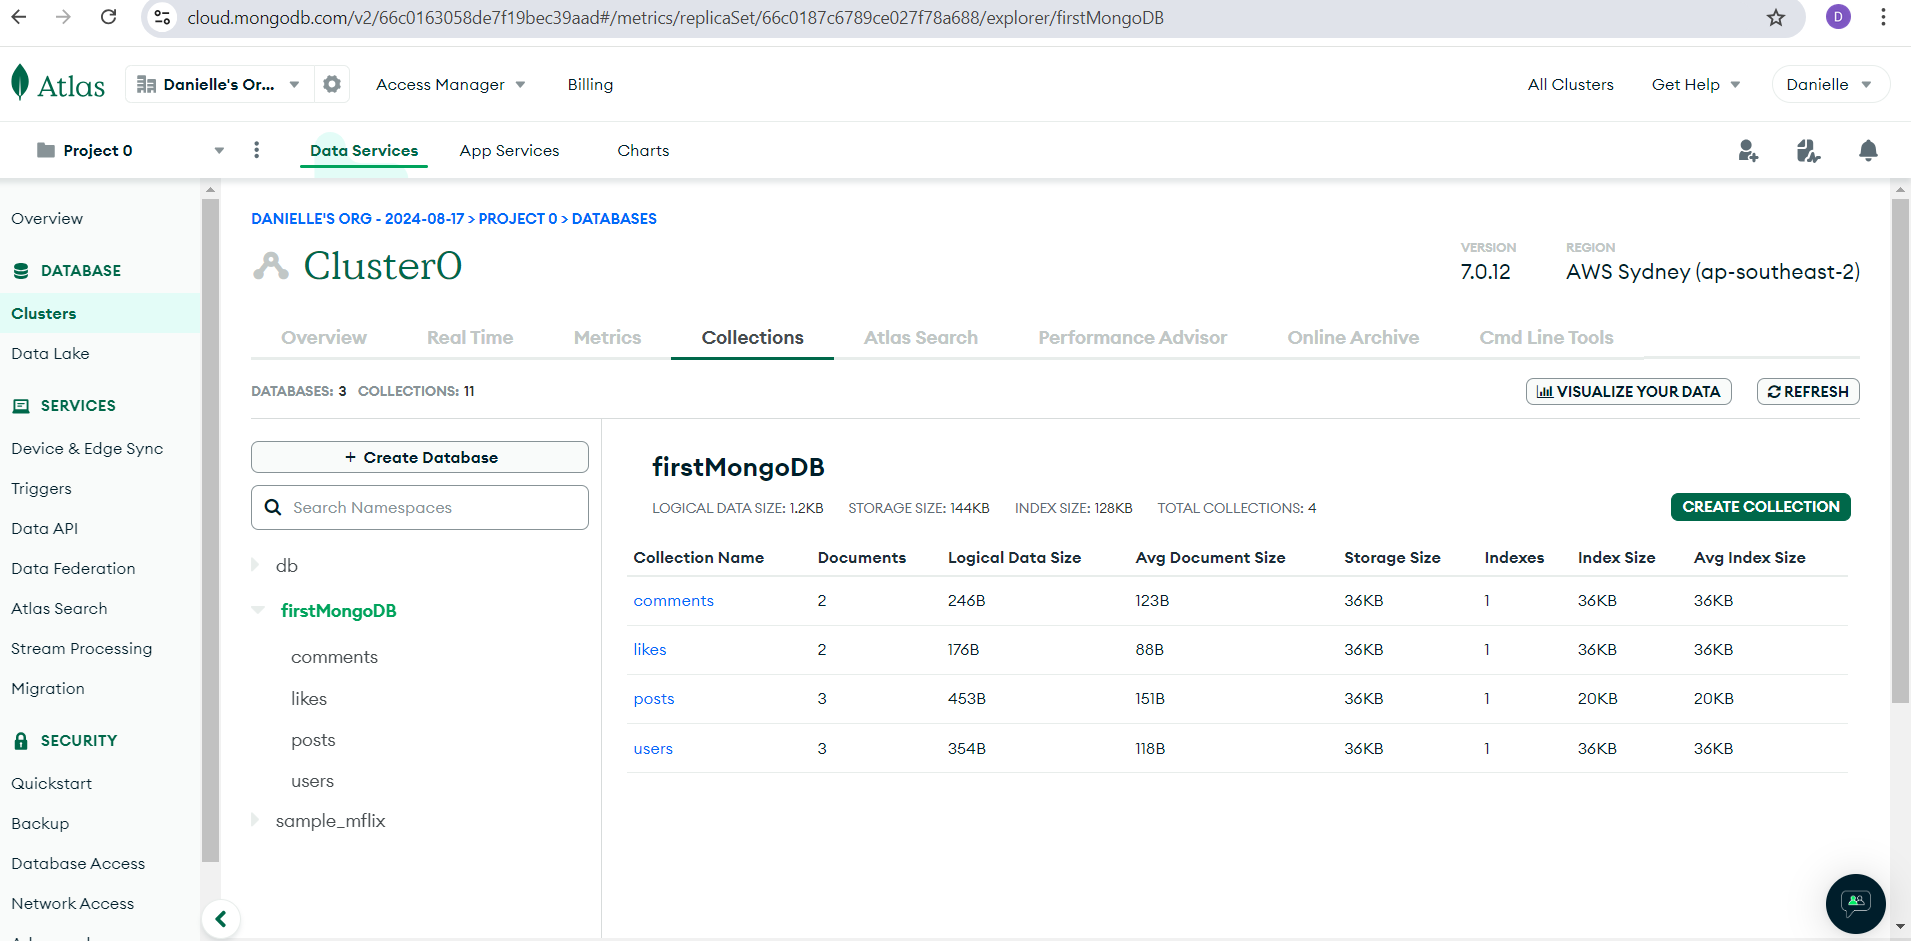 cloud.mongodb.com/v2/66c0163058de7f19bec39aad#/metrics/replicaSet/66c0187c6789ce027f78a688/explorer/firstMongoDB
D
Atlas
Danielle's Or...
Access Manager
Billing
All Clusters
Get Help
Danielle
Project 0
Data Services
App Services
Charts
Overview
DATABASE
Clusters
Data Lake
SERVICES
Device & Edge Sync
Triggers
Data API
Data Federation
Atlas Search
Stream Processing
Migration
SECURITY
Quickstart
Backup
Database Access
Network Access
DANIELLE'S ORG - 2024-08-17 > PROJECT 0 > DATABASES
Cluster0
VERSION
7.0.12
REGION
AWS Sydney (ap-southeast-2)
Overview
Real Time
Metrics
Collections
Atlas Search
Performance Advisor
Online Archive
Cmd Line Tools
DATABASES: 3 COLLECTIONS: 11
VISUALIZE YOUR DATA
REFRESH
+ Create Database
Search Namespaces
db
firstMongoDB
comments
likes
posts
users
sample_mflix
firstMongoDB
LOGICAL DATA SIZE: 1.2KB STORAGE SIZE: 144KB INDEX SIZE: 128KB TOTAL COLLECTIONS: 4
CREATE COLLECTION
Collection Name Documents Logical Data Size Avg Document Size Storage Size Indexes Index Size Avg Index Size
comments 2 246B 123B 36KB 1 36KB 36KB
likes 2 176B 88B 36KB 1 36KB 36KB
posts 3 453B 151B 36KB 1 20KB 20KB
users 3 354B 118B 36KB 1 36KB 36KB